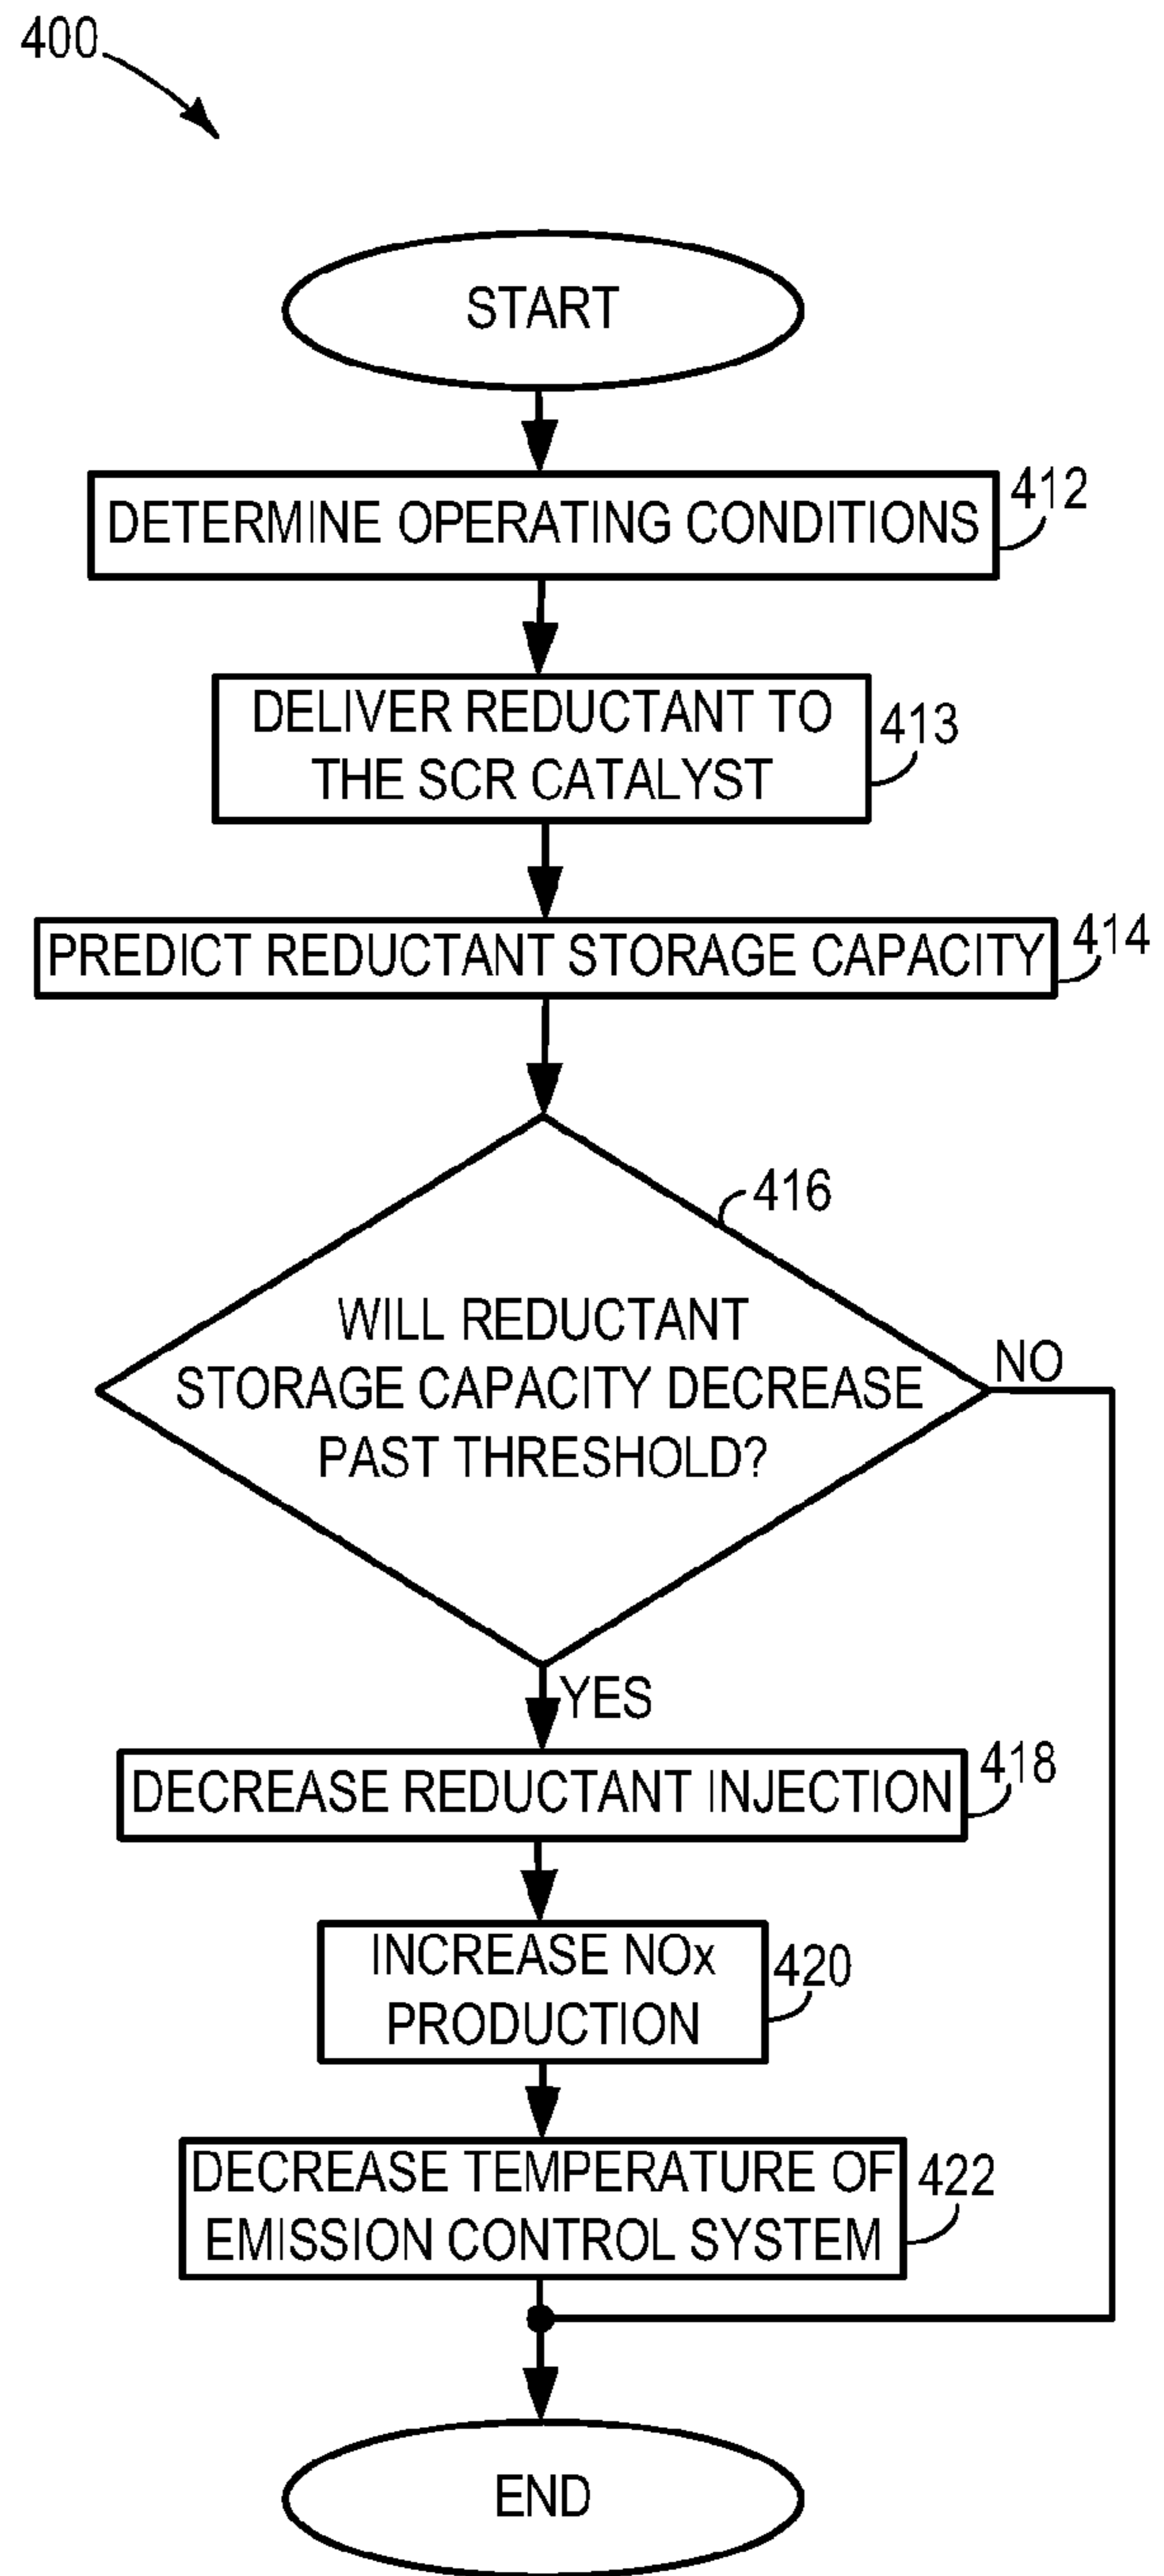 400
START
DETERMINE OPERATING CONDITIONS
412
DELIVER REDUCTANT TO
THE SCR CATALYST
413
PREDICT REDUCTANT STORAGE CAPACITY
414
416
WILL REDUCTANT
STORAGE CAPACITY DECREASE
PAST THRESHOLD?
NO
YES
DECREASE REDUCTANT INJECTION
418
INCREASE NOx
PRODUCTION
420
DECREASE TEMPERATURE OF
EMISSION CONTROL SYSTEM
422
END